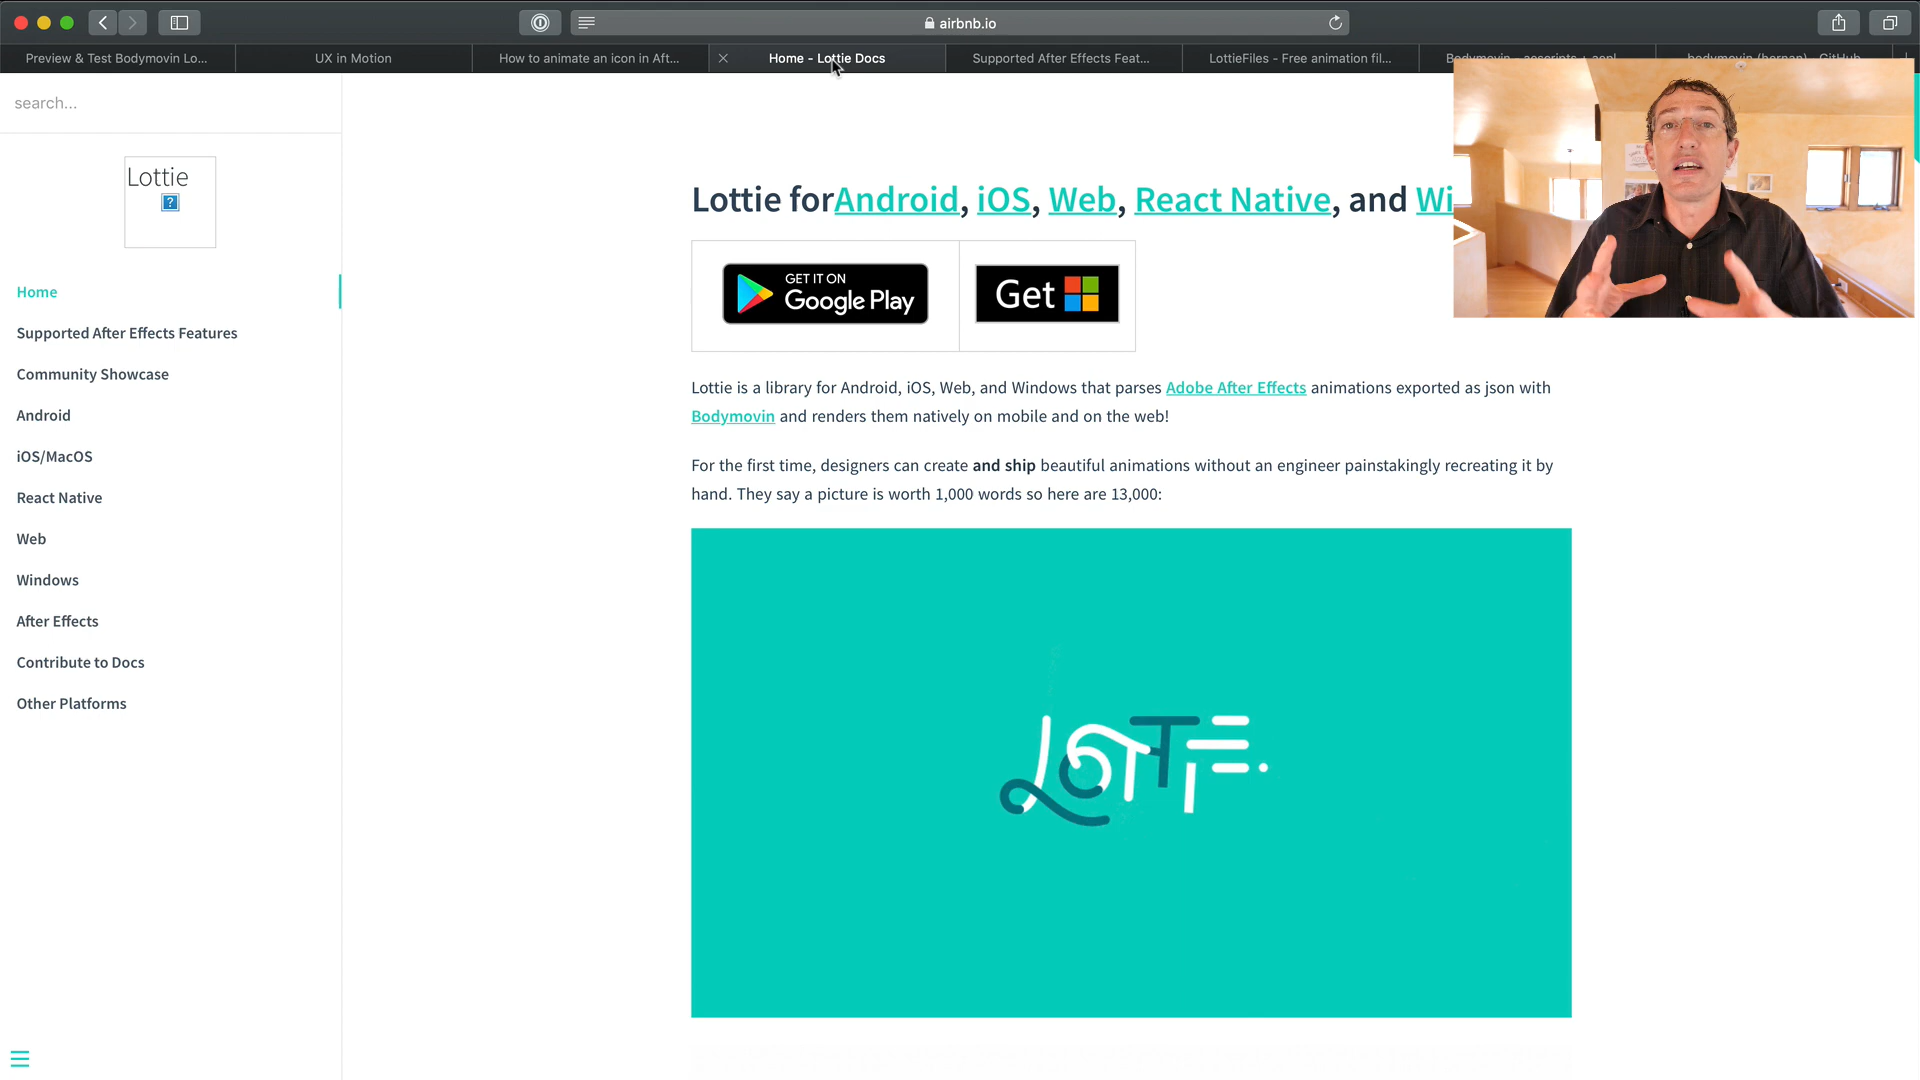 airbnb.io
Preview & Test Bodymovin Lo...
UX in Motion
How to animate an icon in Aft...
Home - Lottie Docs
Supported After Effects Feat...
LottieFiles - Free animation fil...
search...
Lottie
Home
Supported After Effects Features
Community Showcase
Android
iOS/MacOS
React Native
Web
Windows
After Effects
Contribute to Docs
Other Platforms
Lottie forAndroid, iOS, Web, React Native, and Wi
GET IT ON
Google Play
Get
Lottie is a library for Android, iOS, Web, and Windows that parses Adobe After Effects animations exported as json with
Bodymovin and renders them natively on mobile and on the web!
For the first time, designers can create and ship beautiful animations without an engineer painstakingly recreating it by
hand. They say a picture is worth 1,000 words so here are 13,000:
LOTTIE